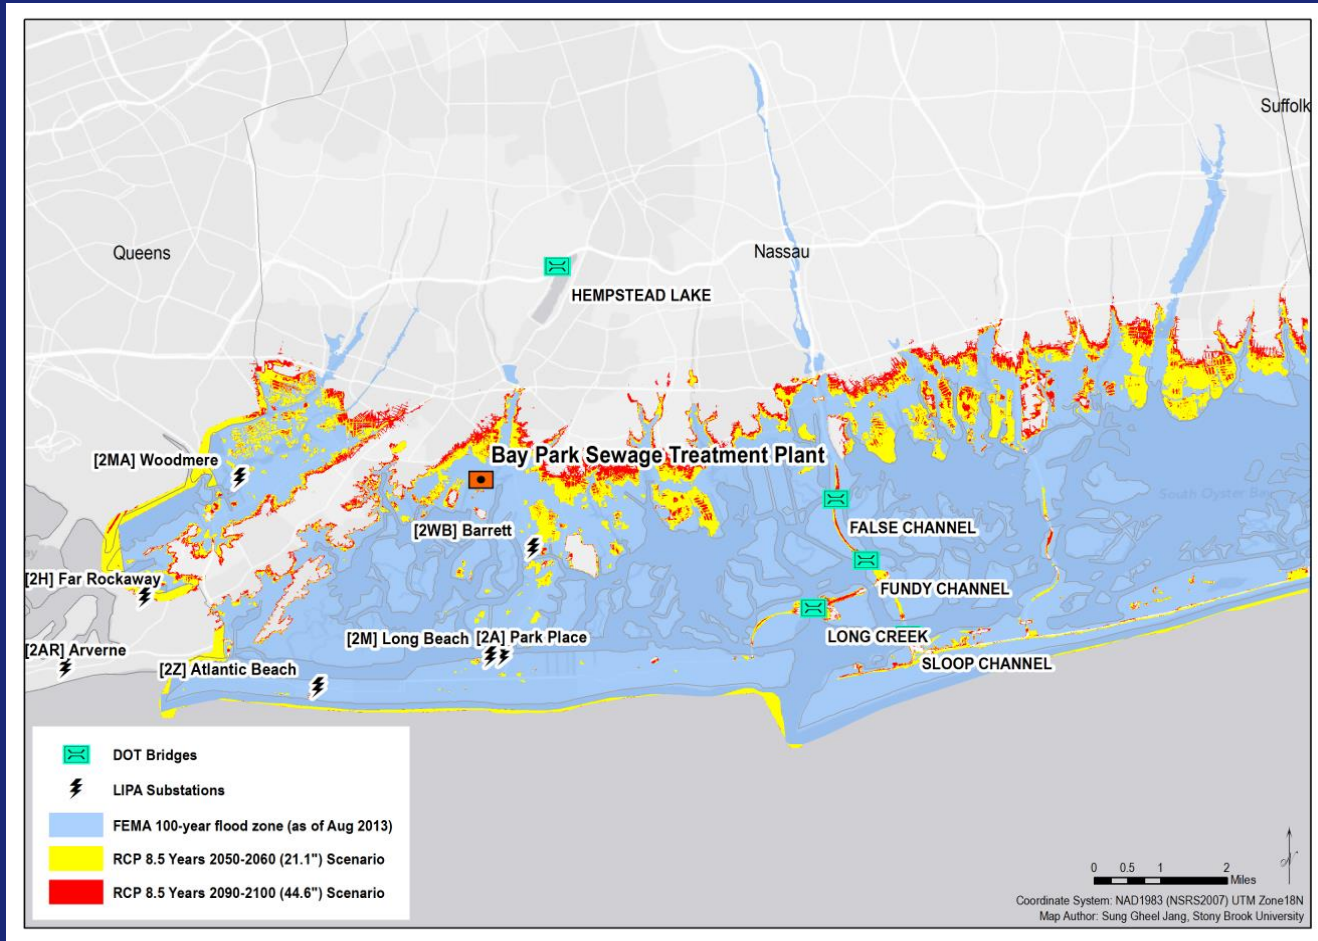 Suffolk
Queens
Nassau
HEMPSTEAD LAKE
Bay Park Sewage Treatment Plant
[2MA] Woodmere
South Oyster Bay
[2WB] Barrett
FALSE CHANNEL
[2H] Far Rockaway
FUNDY CHANNEL
[2M] Long Beach
[2A] Park Place
LONG CREEK
[2AR] Arverne
[2Z] Atlantic Beach
SLOOP CHANNEL
DOT Bridges
LIPA Substations
FEMA 100-year flood zone (as of Aug 2013)
RCP 8.5 Years 2050-2060 (21.1") Scenario
RCP 8.5 Years 2090-2100 (44.6") Scenario
N
0 0.5 1 2
Miles
Coordinate System: NAD1983 (NSRS2007) UTM Zone18N
Map Author: Sung Gheel Jang, Stony Brook University